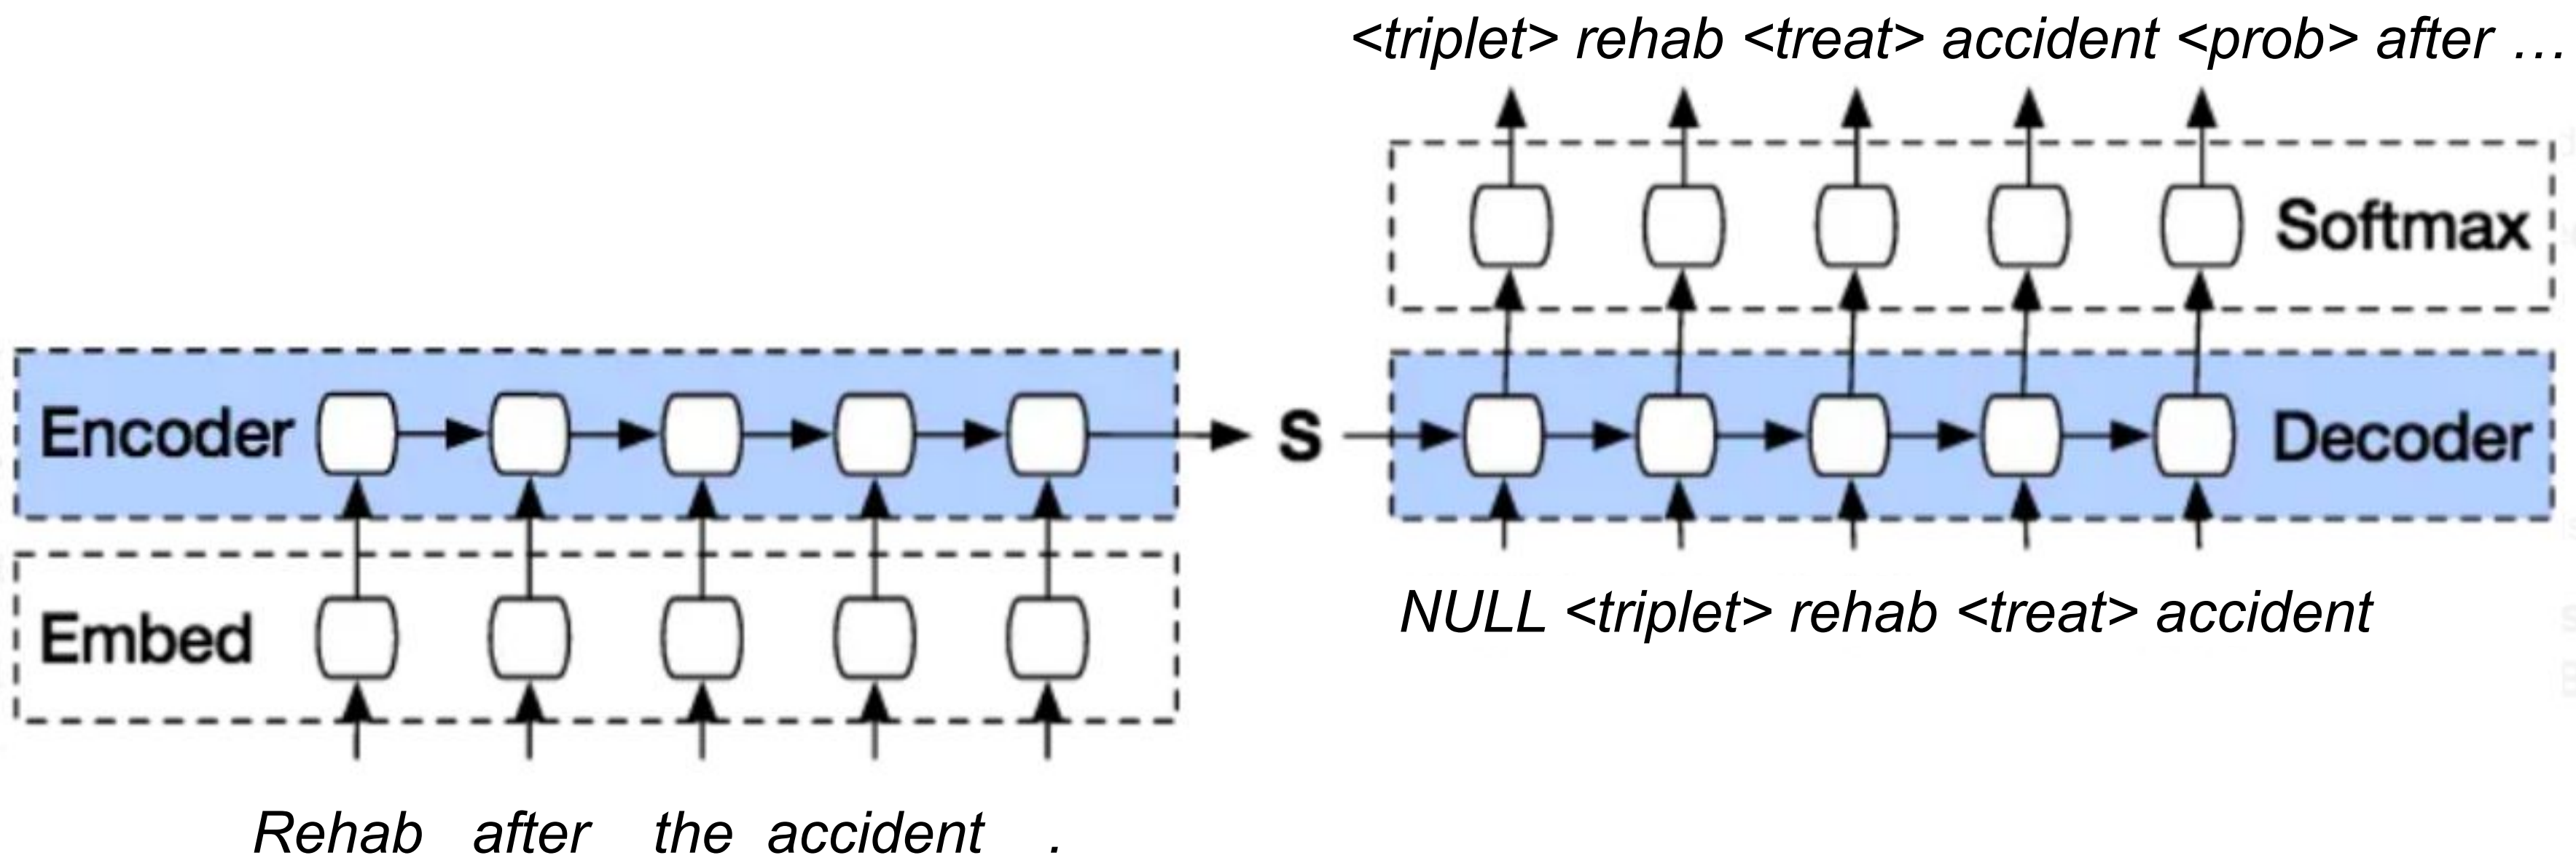 <triplet> rehab <treat> accident <prob> after …
Softmax
Encoder
S
Decoder
NULL <triplet> rehab <treat> accident
Embed
Rehab after the accident .